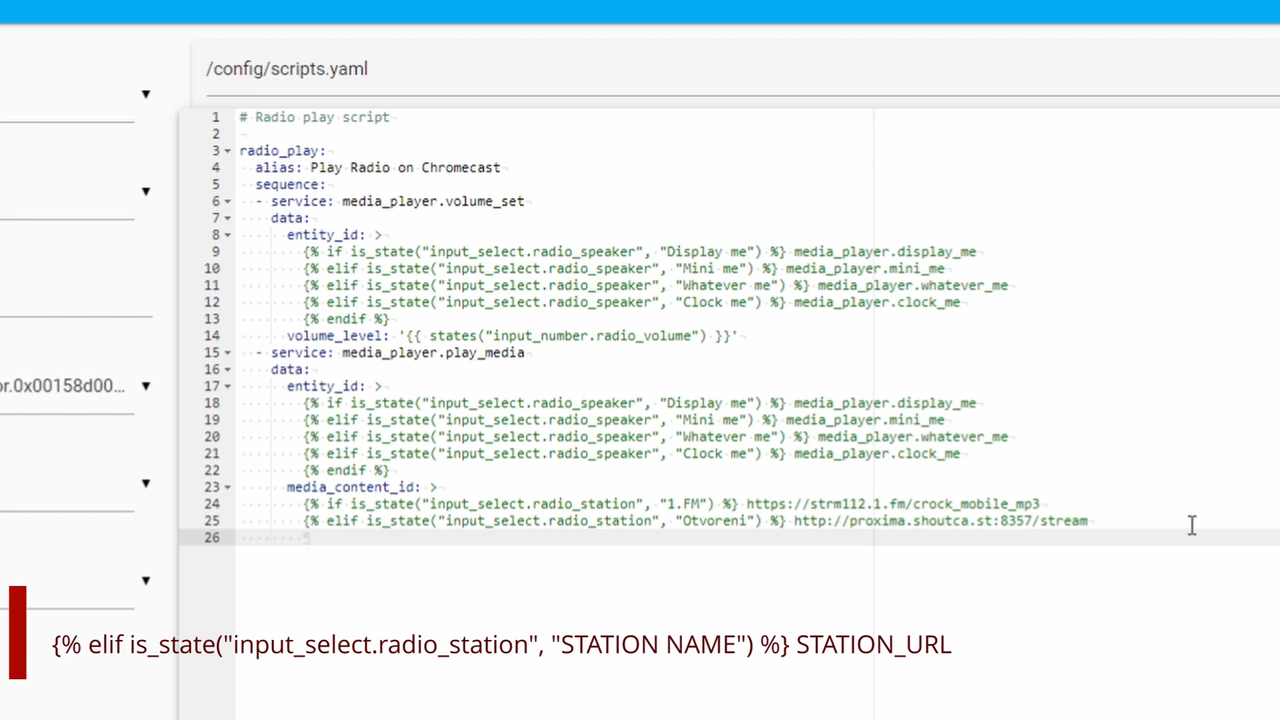 /config/scripts.yaml
1 # Radio play script
2
3 radio_play:
4   alias: Play Radio on Chromecast
5   sequence:
6   - service: media_player.volume_set
7     data:
8       entity_id: >
9         {% if is_state("input_select.radio_speaker", "Display me") %} media_player.display_me
10         {% elif is_state("input_select.radio_speaker", "Mini me") %} media_player.mini_me
11         {% elif is_state("input_select.radio_speaker", "Whatever me") %} media_player.whatever_me
12         {% elif is_state("input_select.radio_speaker", "Clock me") %} media_player.clock_me
13         {% endif %}
14       volume_level: '{{ states("input_number.radio_volume") }}'
15   - service: media_player.play_media
16     data:
17       entity_id: >
18         {% if is_state("input_select.radio_speaker", "Display me") %} media_player.display_me
19         {% elif is_state("input_select.radio_speaker", "Mini me") %} media_player.mini_me
20         {% elif is_state("input_select.radio_speaker", "Whatever me") %} media_player.whatever_me
21         {% elif is_state("input_select.radio_speaker", "Clock me") %} media_player.clock_me
22         {% endif %}
23       media_content_id: >
24         {% if is_state("input_select.radio_station", "1.FM") %} https://strm112.1.fm/crock_mobile_mp3
25         {% elif is_state("input_select.radio_station", "Otvoreni") %} http://proxima.shoutca.st:8357/stream
26
or.0x00158d00...
{% elif is_state("input_select.radio_station", "STATION NAME") %} STATION_URL